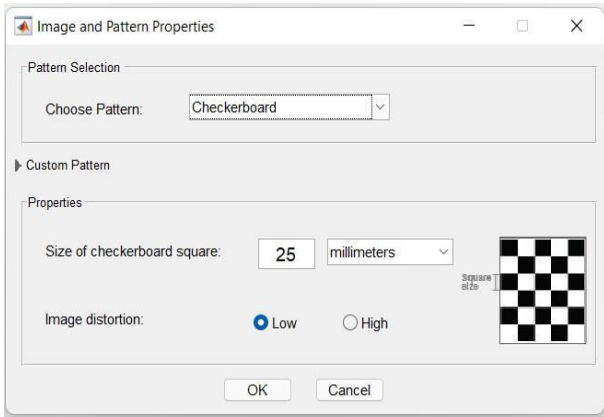 Image and Pattern Properties
Pattern Selection
Choose Pattern: Checkerboard
Custom Pattern
Properties
Size of checkerboard square: 25 millimeters
Square
size
Image distortion: Low High
OK Cancel